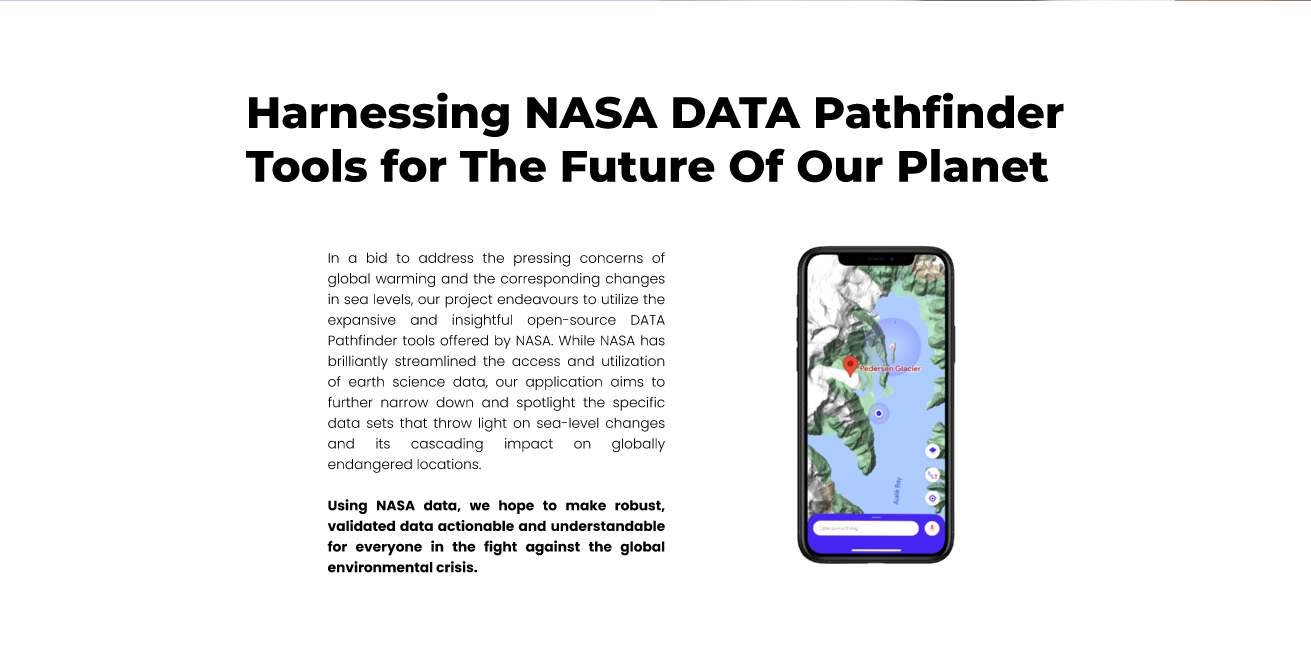 Harnessing NASA DATA Pathfinder
Tools for The Future Of Our Planet
In a bid to address the pressing concerns of
global warming and the corresponding changes
in sea levels, our project endeavours to utilize the
expansive and insightful open-source DATA
Pathfinder tools offered by NASA. While NASA has
brilliantly streamlined the access and utilization
of earth science data, our application aims to
further narrow down and spotlight the specific
data sets that throw light on sea-level changes
and its cascading impact on globally
endangered locations.
Using NASA data, we hope to make robust,
validated data actionable and understandable
for everyone in the fight against the global
environmental crisis.
Pedersen Glacier
Aialik Bay
Type something